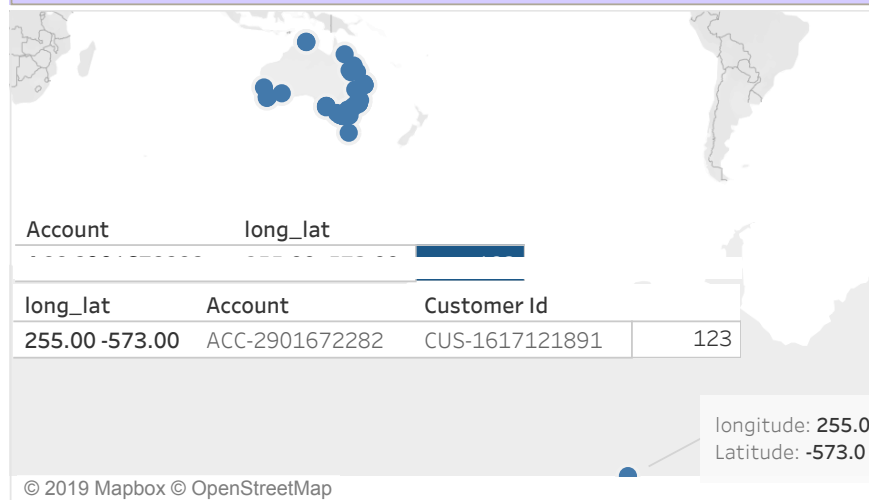 Account long_lat
long_lat Account Customer Id
255.00 -573.00 ACC-2901672282 CUS-1617121891 123
longitude: 255.0
Latitude: -573.0
© 2019 Mapbox © OpenStreetMap